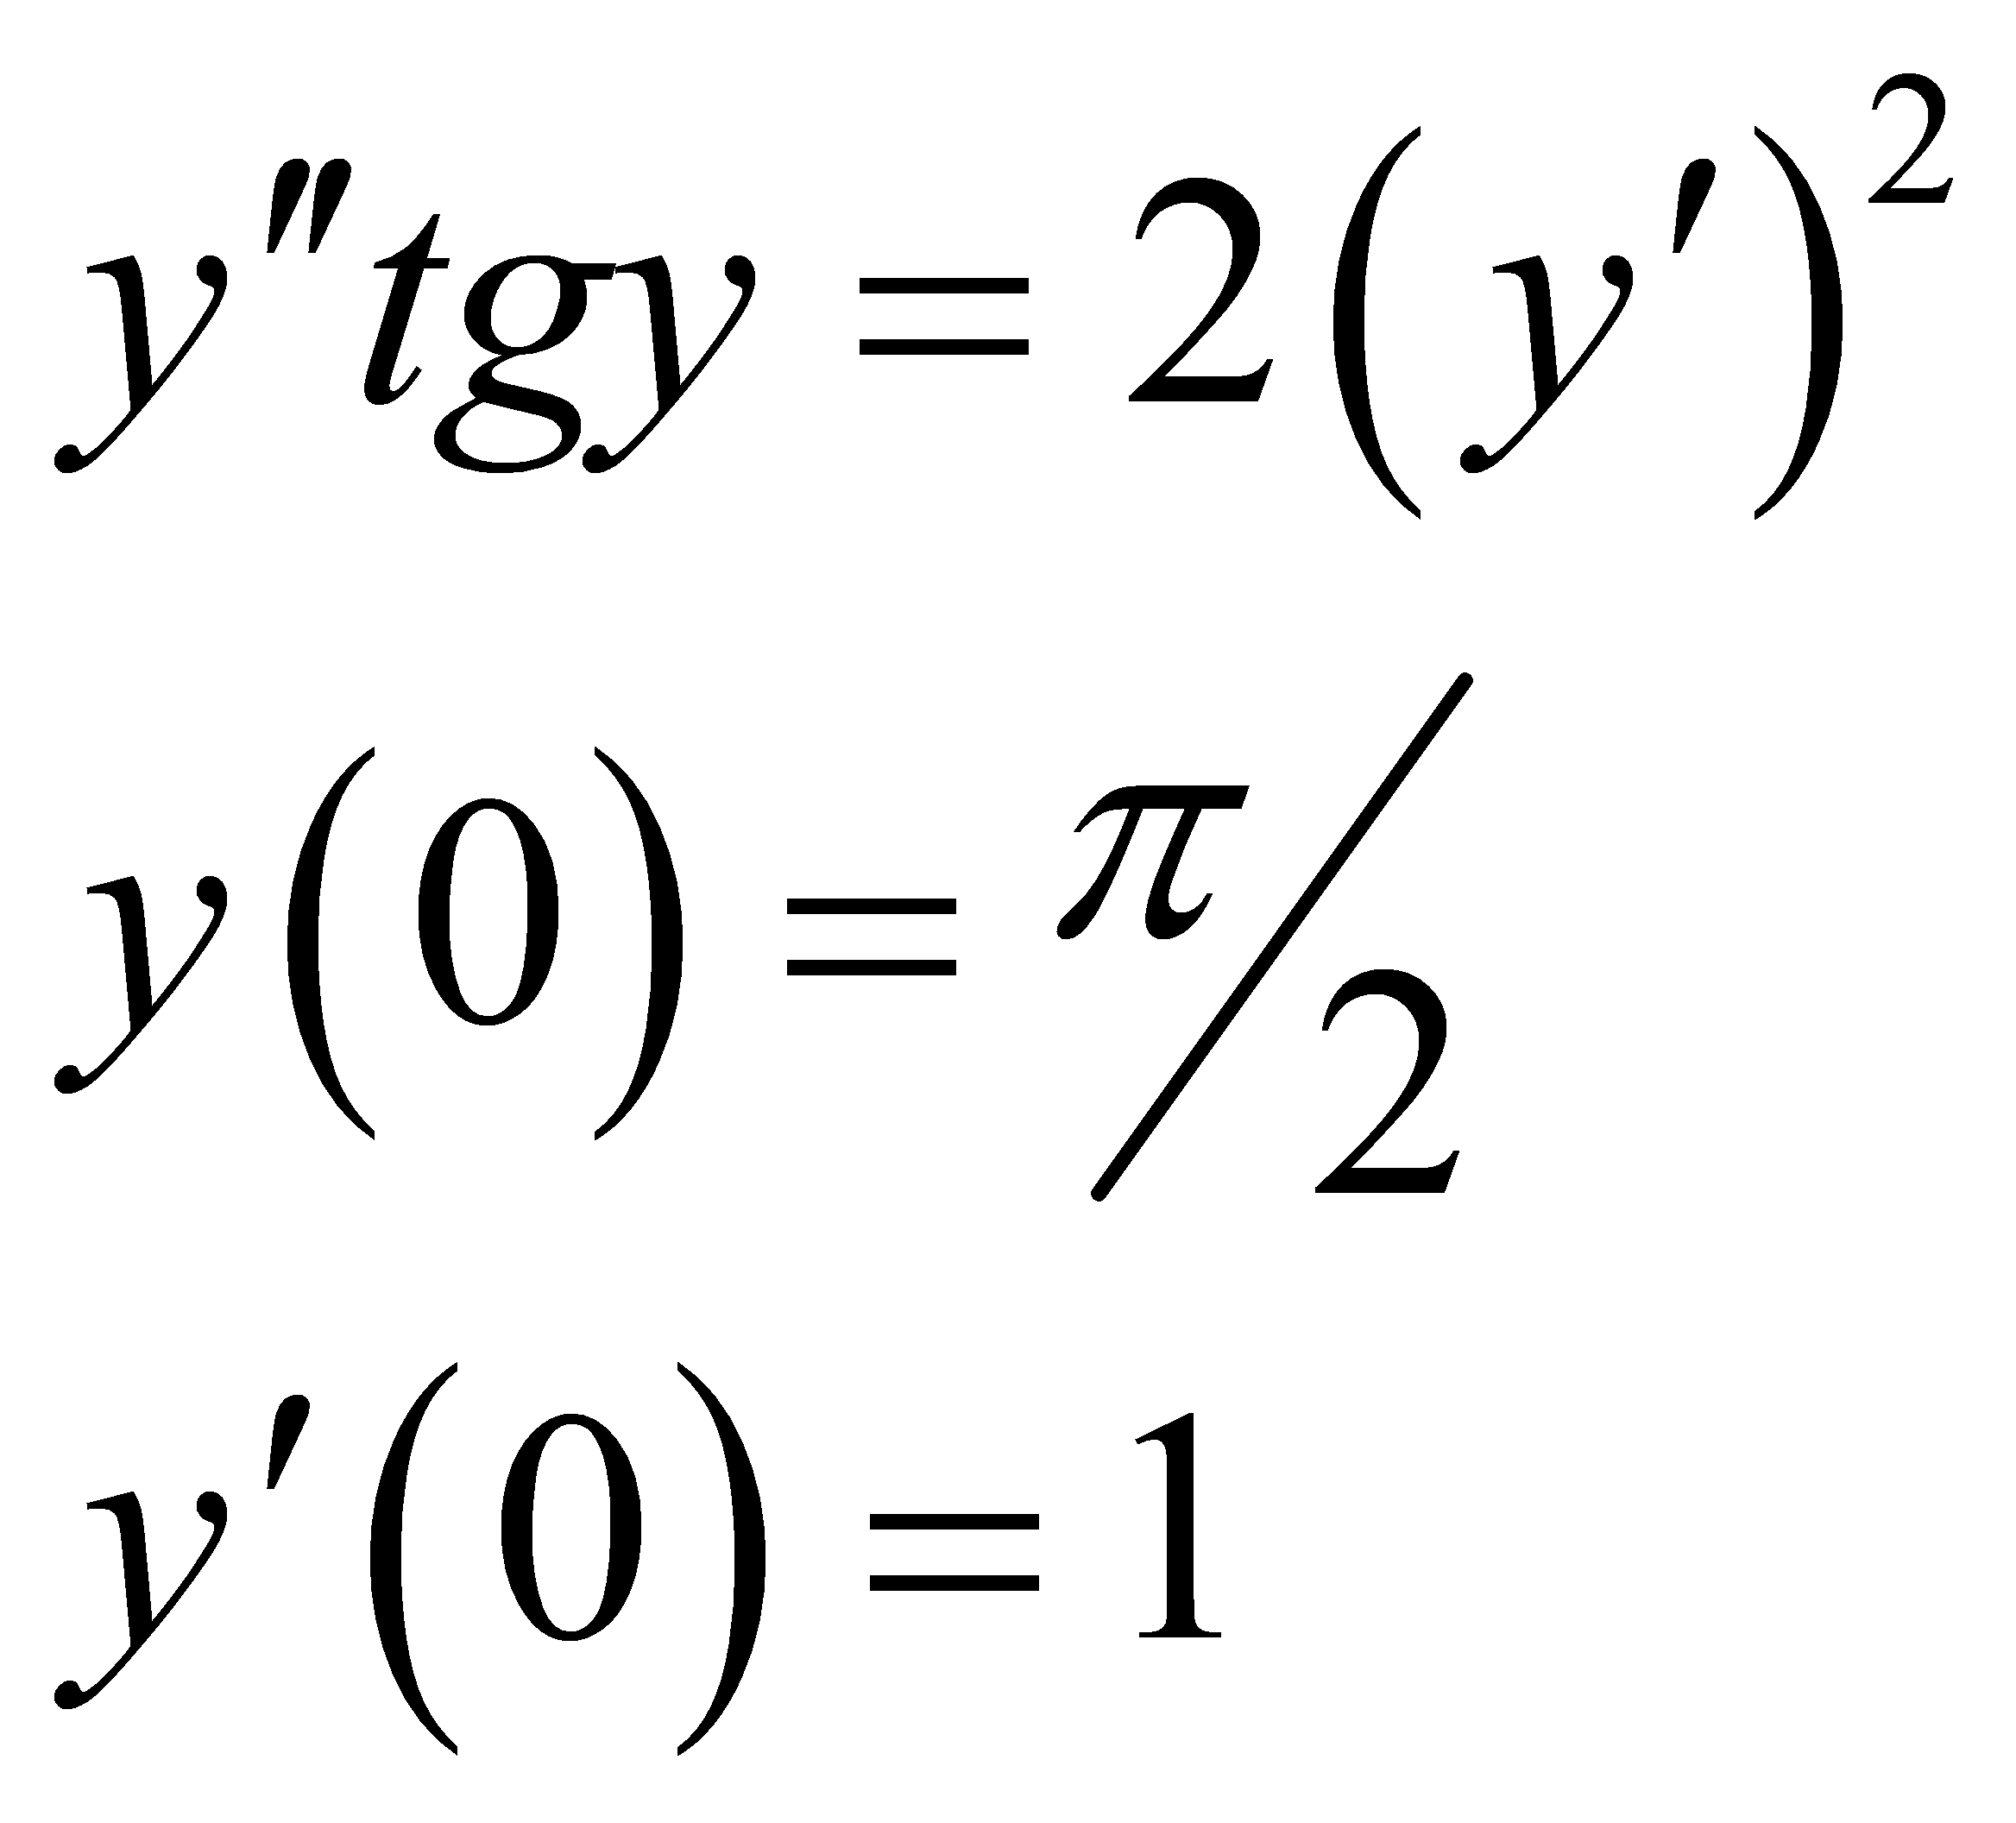 y″tgy = 2(y′)²
y(0) = π/2
y′(0) = 1